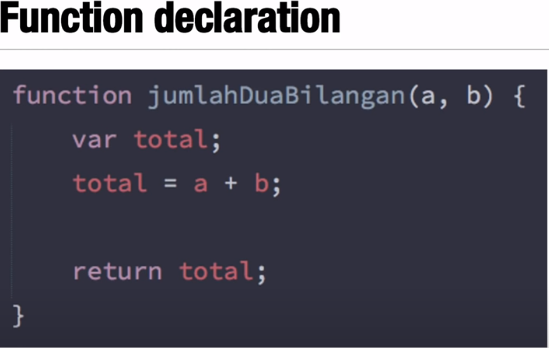 Function declaration
function jumlahDuaBilangan(a, b) {
var total;
total = a + b;
return total;
}